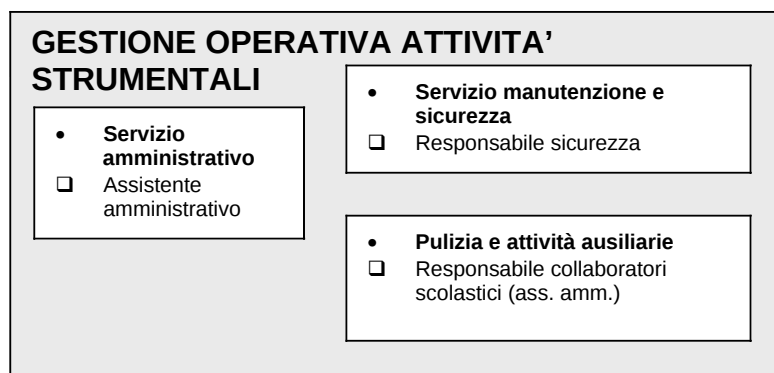 GESTIONE OPERATIVA ATTIVITA’
STRUMENTALI
• Servizio
amministrativo
❑ Assistente
amministrativo
• Servizio manutenzione e
sicurezza
❑ Responsabile sicurezza
• Pulizia e attività ausiliarie
❑ Responsabile collaboratori
scolastici (ass. amm.)